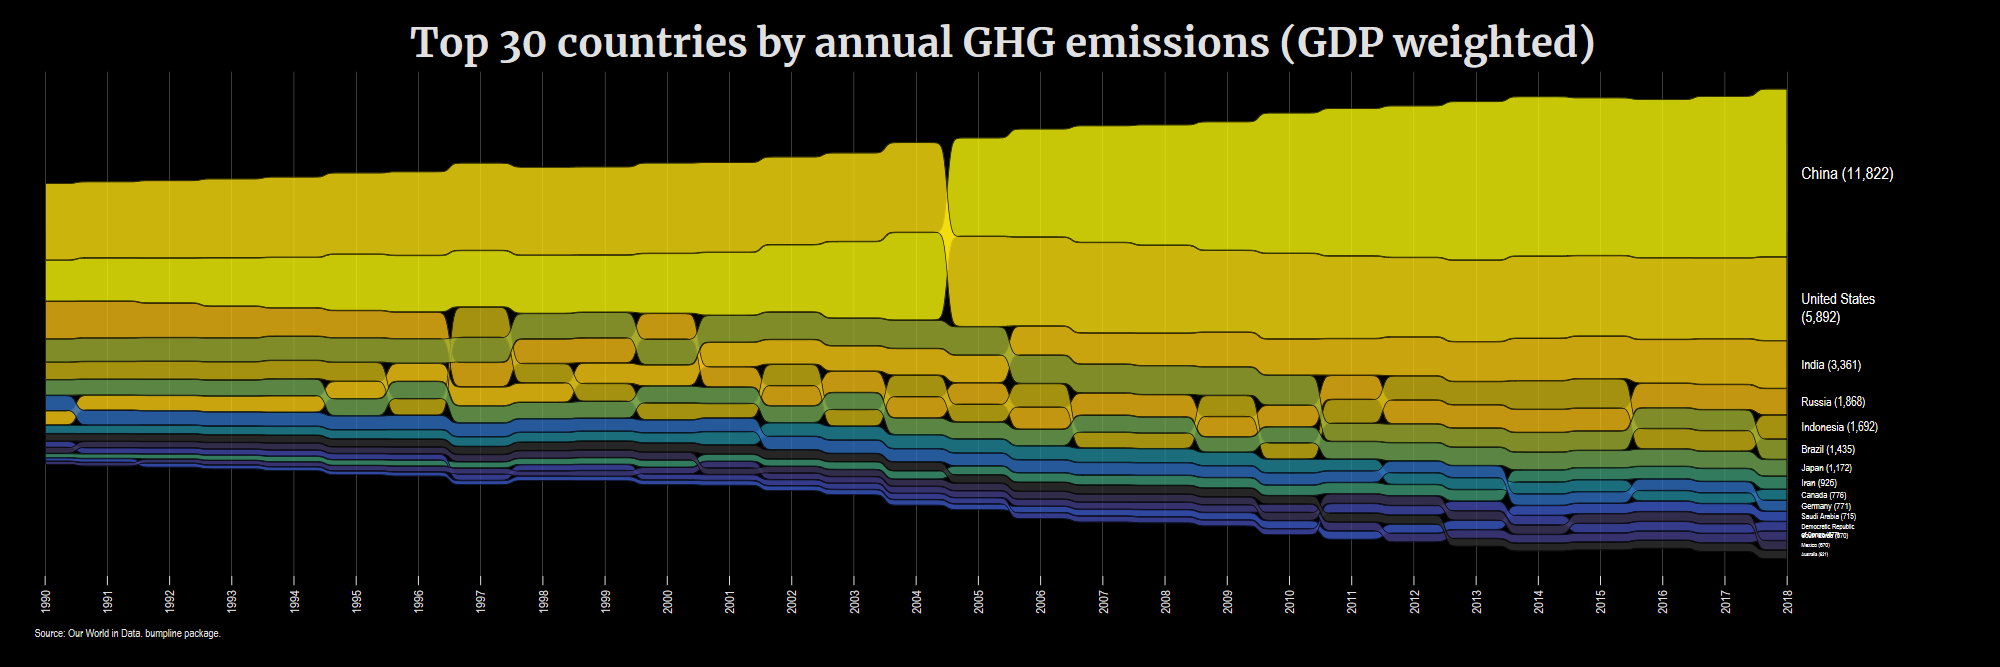 Top 30 countries by annual GHG emissions (GDP weighted)
China (11,822)
United States
(5,892)
India (3,361)
Russia (1,868)
Indonesia (1,692)
Brazil (1,435)
Japan (1,172)
Iran (926)
Canada (776)
Germany (771)
Saudi Arabia (715)
Democratic Republic
Mexico (670)
Australia (621)
1990
1991
1992
1993
1994
1995
1996
1997
1998
1999
2000
2001
2002
2003
2004
2005
2006
2007
2008
2009
2010
2011
2012
2013
2014
2015
2016
2017
2018
Source: Our World in Data. bumpline package.